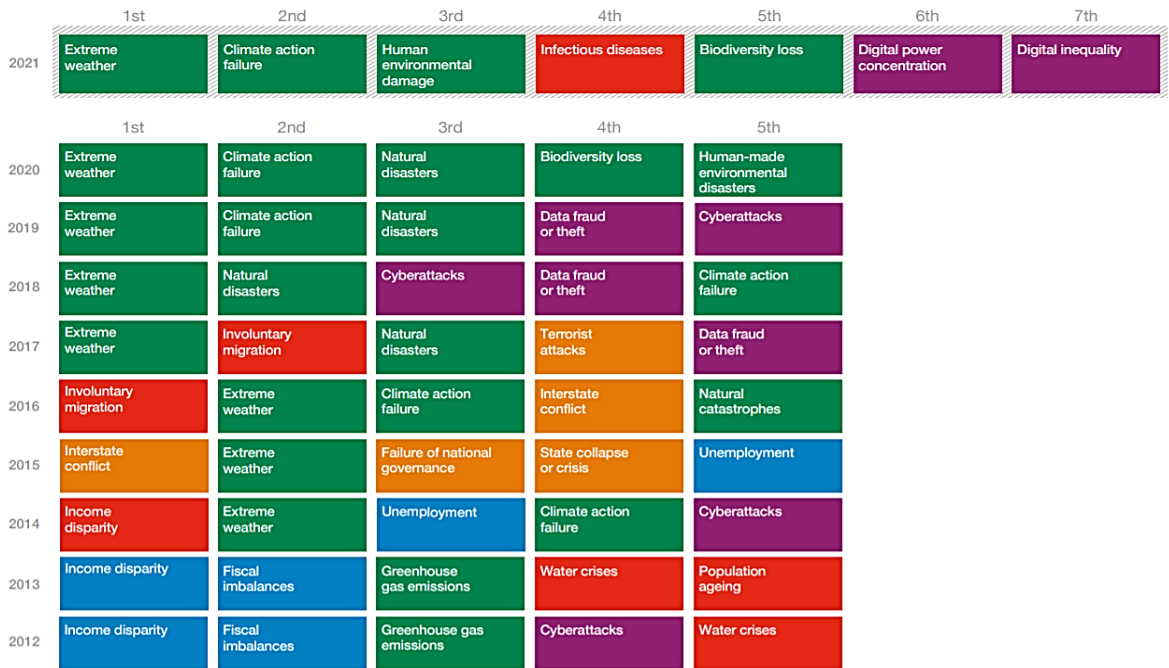 1st 2nd 3rd 4th 5th 6th 7th
2021
Extreme
weather
Climate action
failure
Human
environmental
damage
Infectious diseases
Biodiversity loss
Digital power
concentration
Digital inequality
1st 2nd 3rd 4th 5th
2020
Extreme
weather
Climate action
failure
Natural
disasters
Biodiversity loss
Human-made
environmental
disasters
2019
Extreme
weather
Climate action
failure
Natural
disasters
Data fraud
or theft
Cyberattacks
2018
Extreme
weather
Natural
disasters
Cyberattacks
Data fraud
or theft
Climate action
failure
2017
Extreme
weather
Involuntary
migration
Natural
disasters
Terrorist
attacks
Data fraud
or theft
2016
Involuntary
migration
Extreme
weather
Climate action
failure
Interstate
conflict
Natural
catastrophes
2015
Interstate
conflict
Extreme
weather
Failure of national
governance
State collapse
or crisis
Unemployment
2014
Income
disparity
Extreme
weather
Unemployment
Climate action
failure
Cyberattacks
2013
Income disparity
Fiscal
imbalances
Greenhouse
gas emissions
Water crises
Population
ageing
2012
Income disparity
Fiscal
imbalances
Greenhouse gas
emissions
Cyberattacks
Water crises